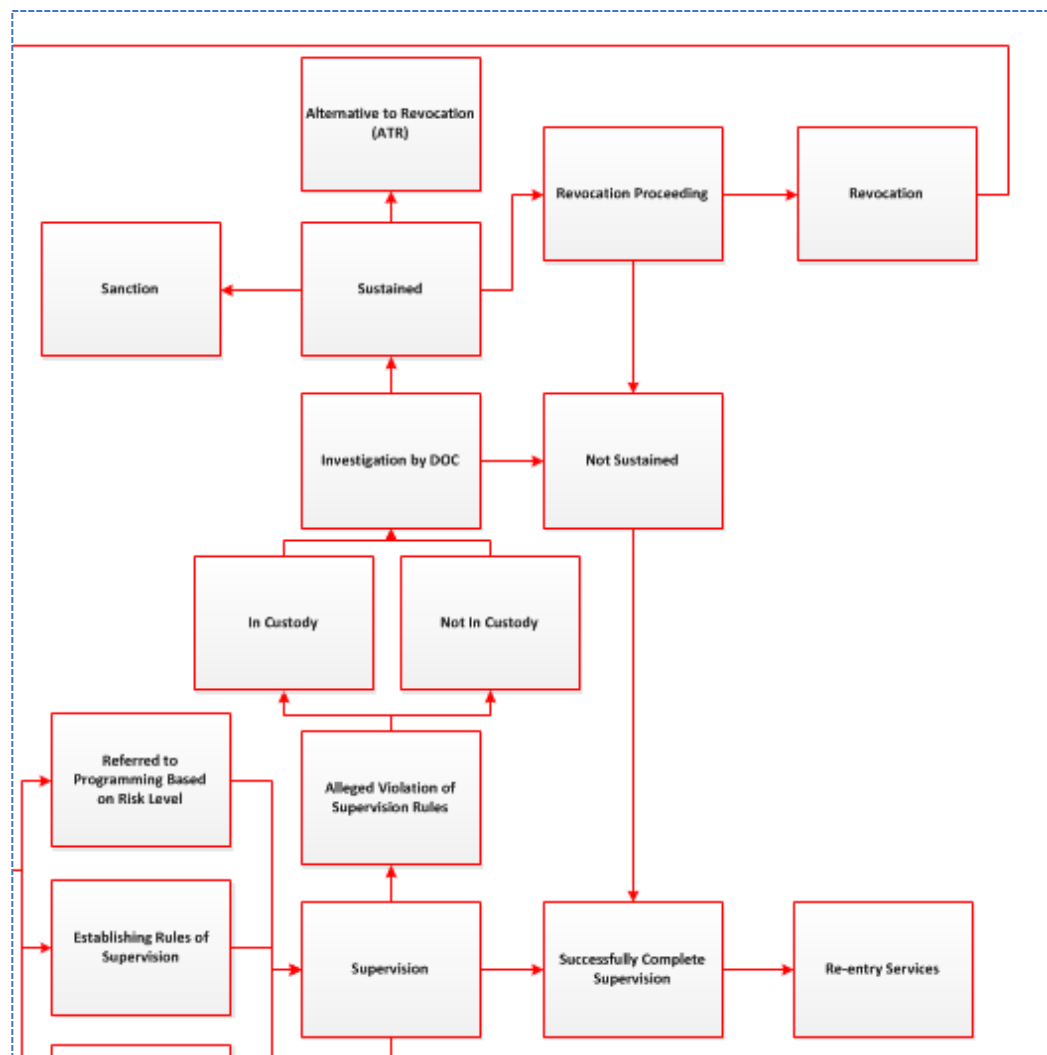 Alternative to Revocation
(ATR)
Revocation Proceeding
Revocation
Sanction
Sustained
Investigation by DOC
Not Sustained
In Custody
Not In Custody
Referred to
Programming Based
on Risk Level
Alleged Violation of
Supervision Rules
Establishing Rules of
Supervision
Supervision
Successfully Complete
Supervision
Re-entry Services